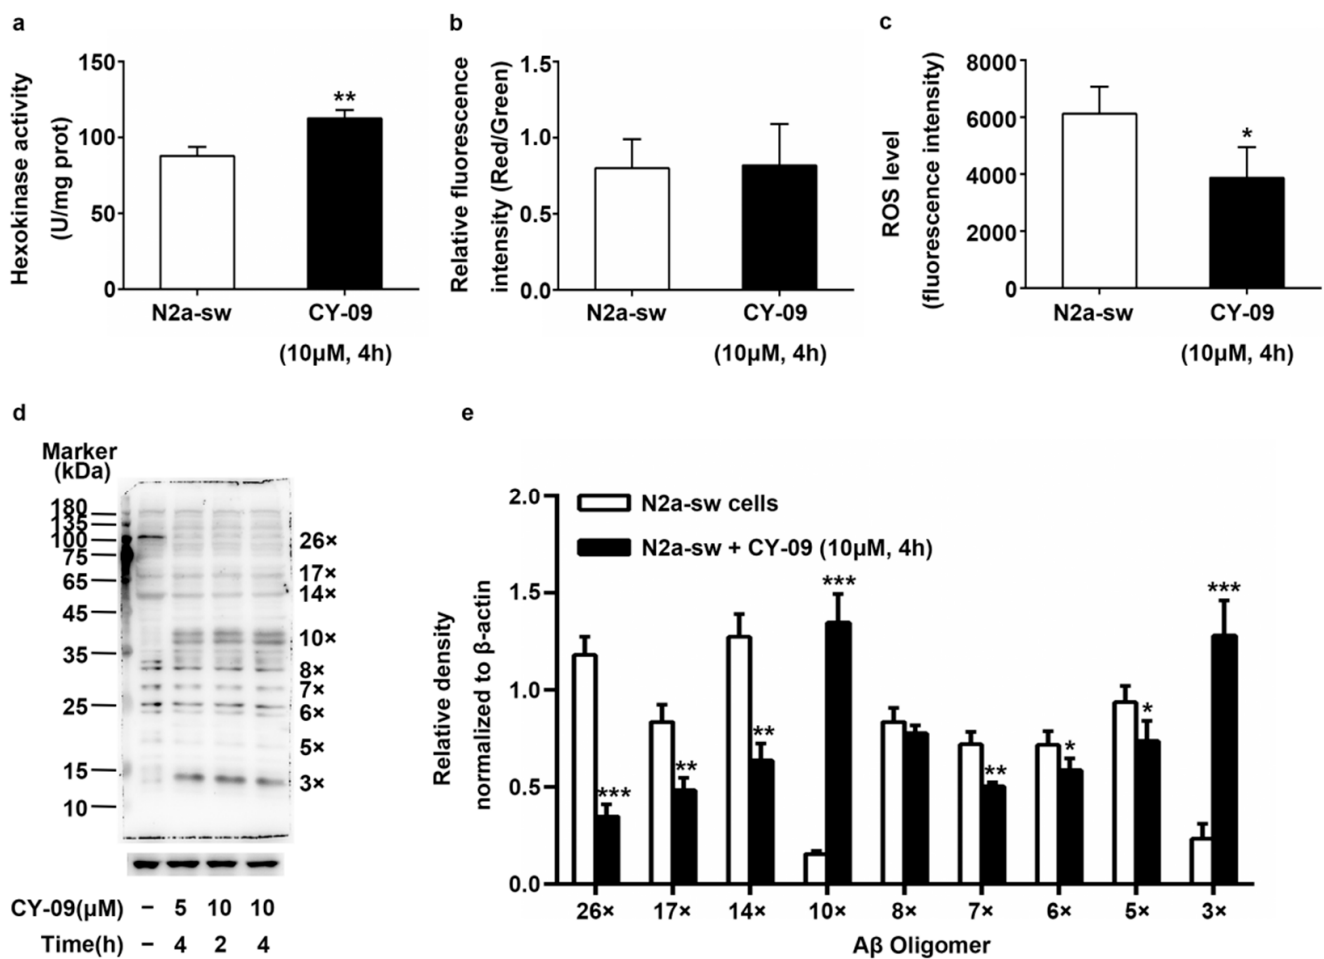 a
Hexokinase activity
(U/mg prot)
150
100
50
0
**
N2a-sw
CY-09
(10μM, 4h)
b
Relative fluorescence
intensity (Red/Green)
1.5
1.0
0.5
0.0
N2a-sw
CY-09
(10μM, 4h)
c
ROS level
(fluorescence intensity)
8000
6000
4000
2000
0
*
N2a-sw
CY-09
(10μM, 4h)
d
Marker
(kDa)
180
135
100
75
65
45
35
25
15
10
26×
17×
14×
10×
8×
7×
6×
5×
3×
CY-09(μM) − 5 10 10
Time(h) − 4 2 4
e
Relative density
normalized to β-actin
2.0
1.5
1.0
0.5
0.0
N2a-sw cells
N2a-sw + CY-09 (10μM, 4h)
*** ** ** *** ** * * ***
26× 17× 14× 10× 8× 7× 6× 5× 3×
Aβ Oligomer